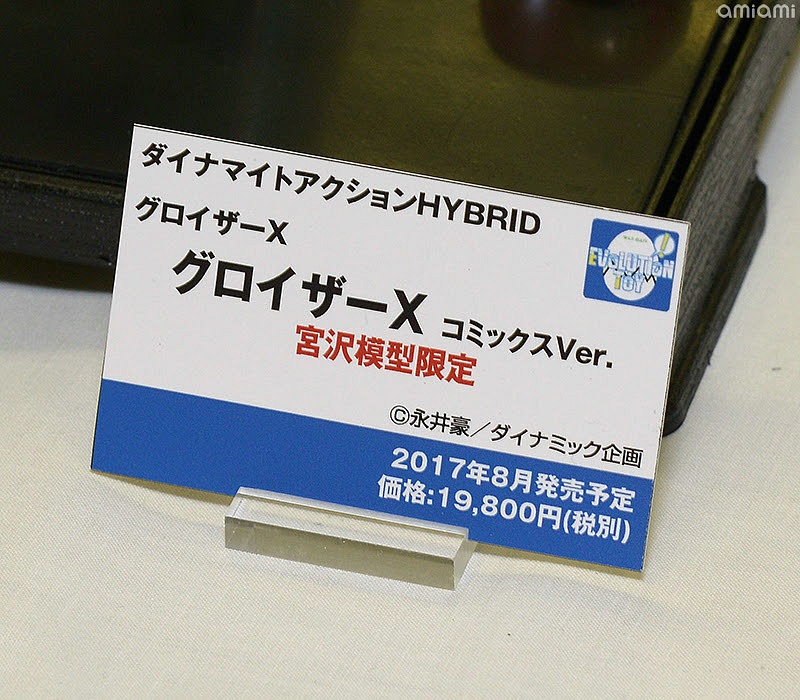 amiami
ダイナマイトアクションHYBRID
グロイザーX
EVOLUTION
TOY
グロイザーX コミックスVer.
宮沢模型限定
©永井豪／ダイナミック企画
2017年8月発売予定
価格:19,800円(税別)